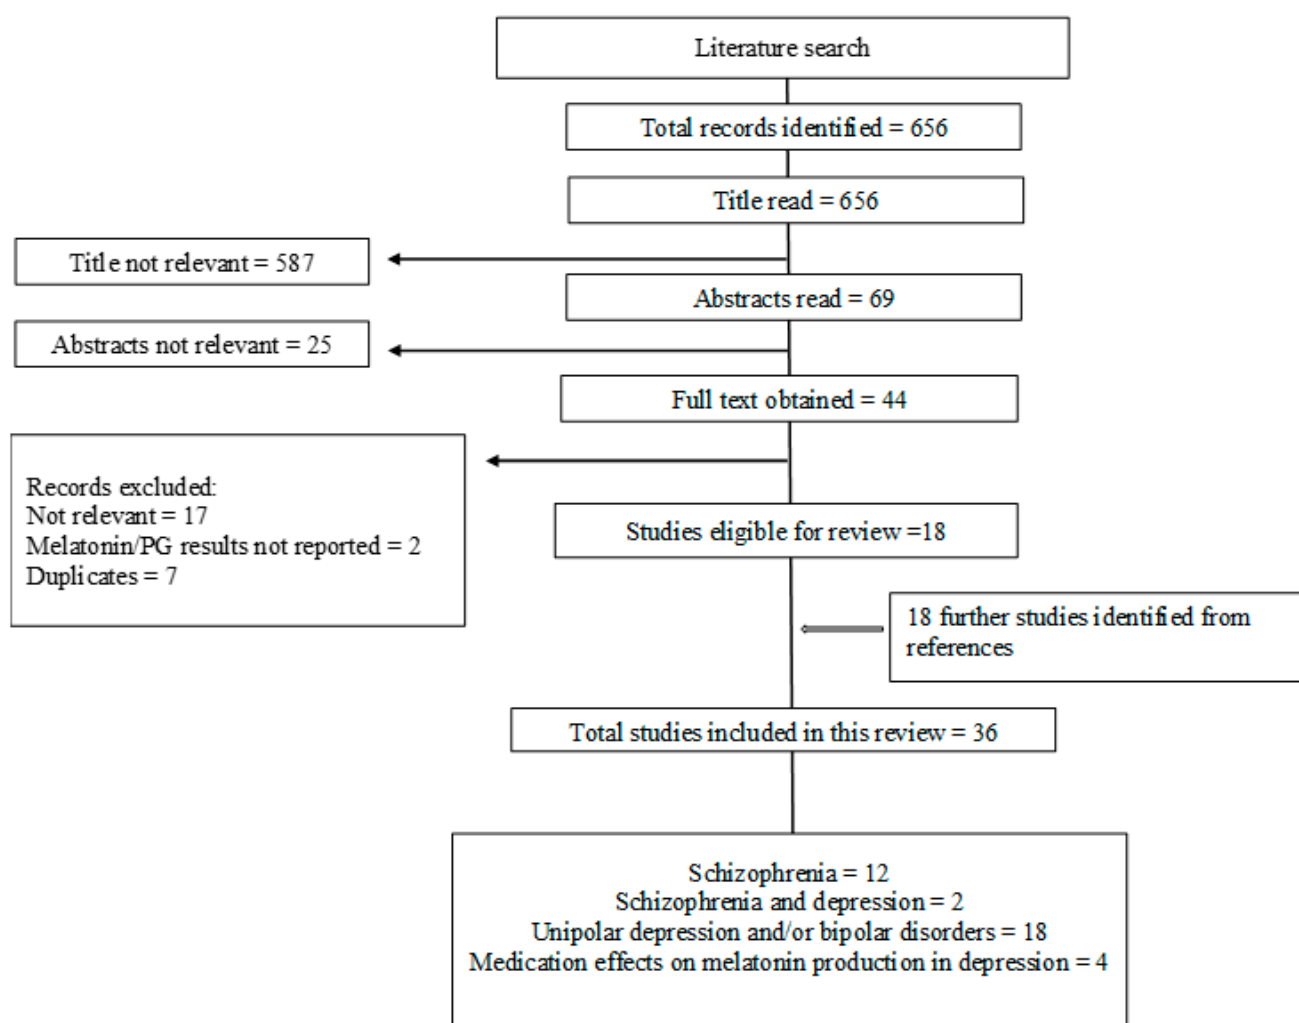 Literature search
Total records identified = 656
Title read = 656
Title not relevant = 587
Abstracts read = 69
Abstracts not relevant = 25
Full text obtained = 44
Records excluded:
Not relevant = 17
Melatonin/PG results not reported = 2
Duplicates = 7
Studies eligible for review =18
18 further studies identified from
references
Total studies included in this review = 36
Schizophrenia = 12
Schizophrenia and depression = 2
Unipolar depression and/or bipolar disorders = 18
Medication effects on melatonin production in depression = 4